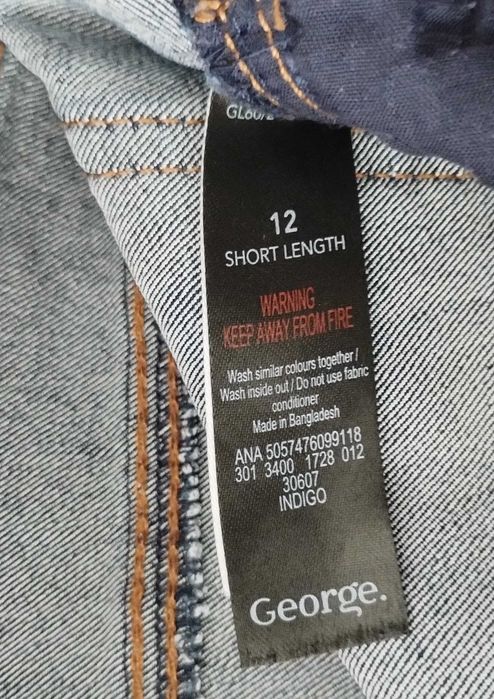 12
SHORT LENGTH
WARNING
KEEP AWAY FROM FIRE
Wash similar colours together /
Wash inside out / Do not use fabric
conditioner
Made in Bangladesh
ANA 5057476099118
301 3400 1728 012
30607
INDIGO
George.